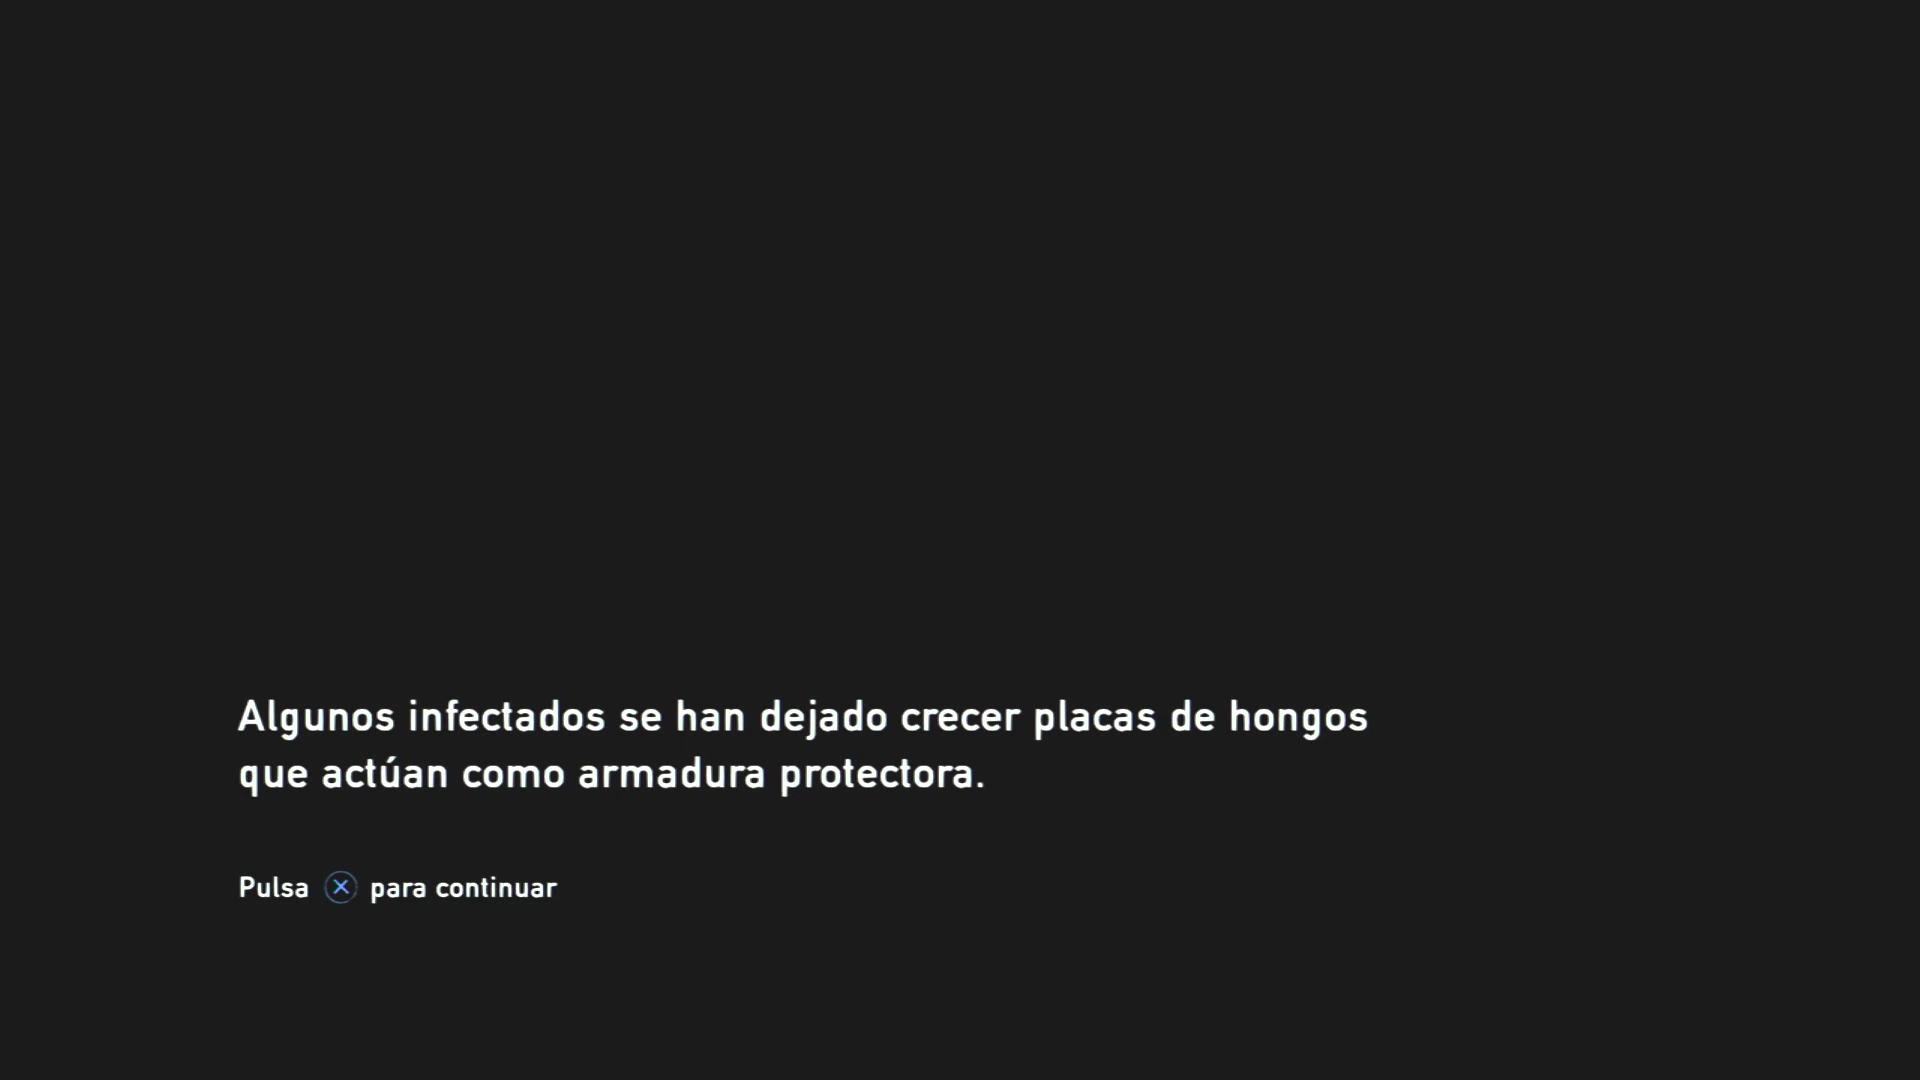 Algunos infectados se han dejado crecer placas de hongos
que actúan como armadura protectora.
Pulsa ⓧ para continuar